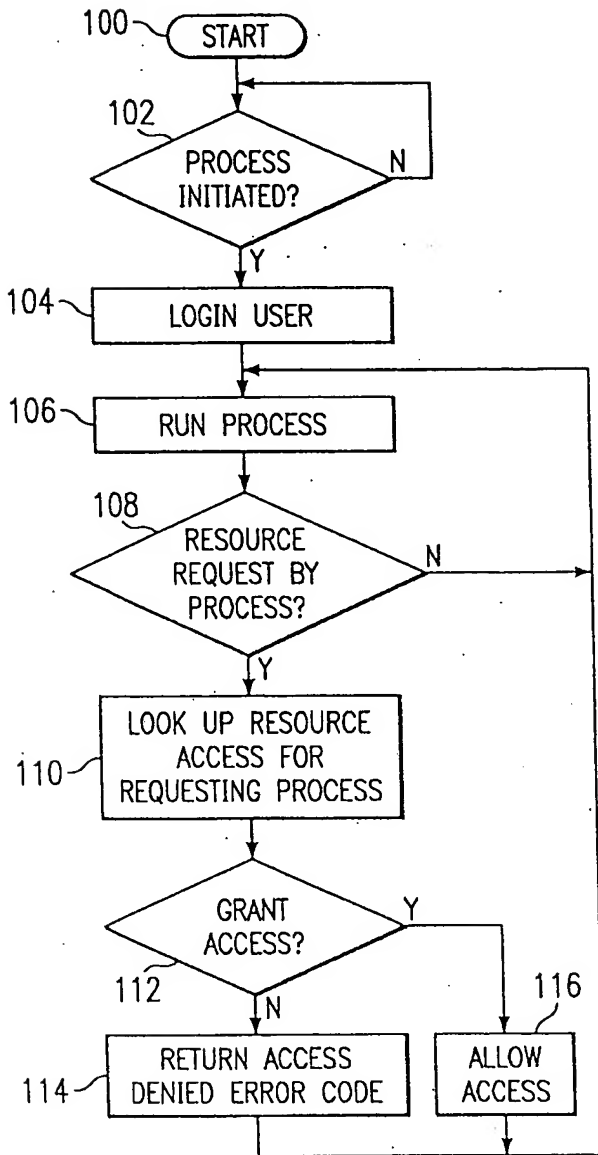 100
START
102
PROCESS
INITIATED?
N
Y
104
LOGIN USER
106
RUN PROCESS
108
RESOURCE
REQUEST BY
PROCESS?
N
Y
110
LOOK UP RESOURCE
ACCESS FOR
REQUESTING PROCESS
GRANT
ACCESS?
Y
112
N
116
114
RETURN ACCESS
DENIED ERROR CODE
ALLOW
ACCESS